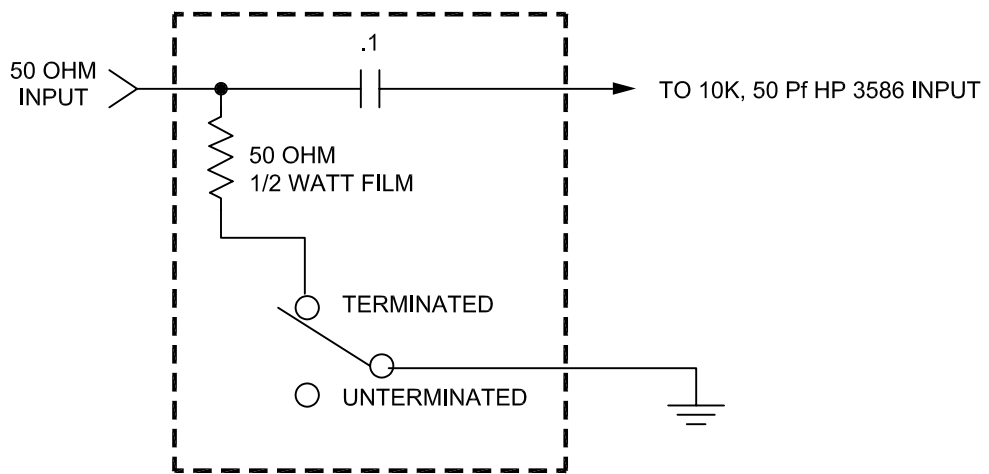 .1
50 OHM
INPUT
TO 10K, 50 Pf HP 3586 INPUT
50 OHM
1/2 WATT FILM
TERMINATED
UNTERMINATED